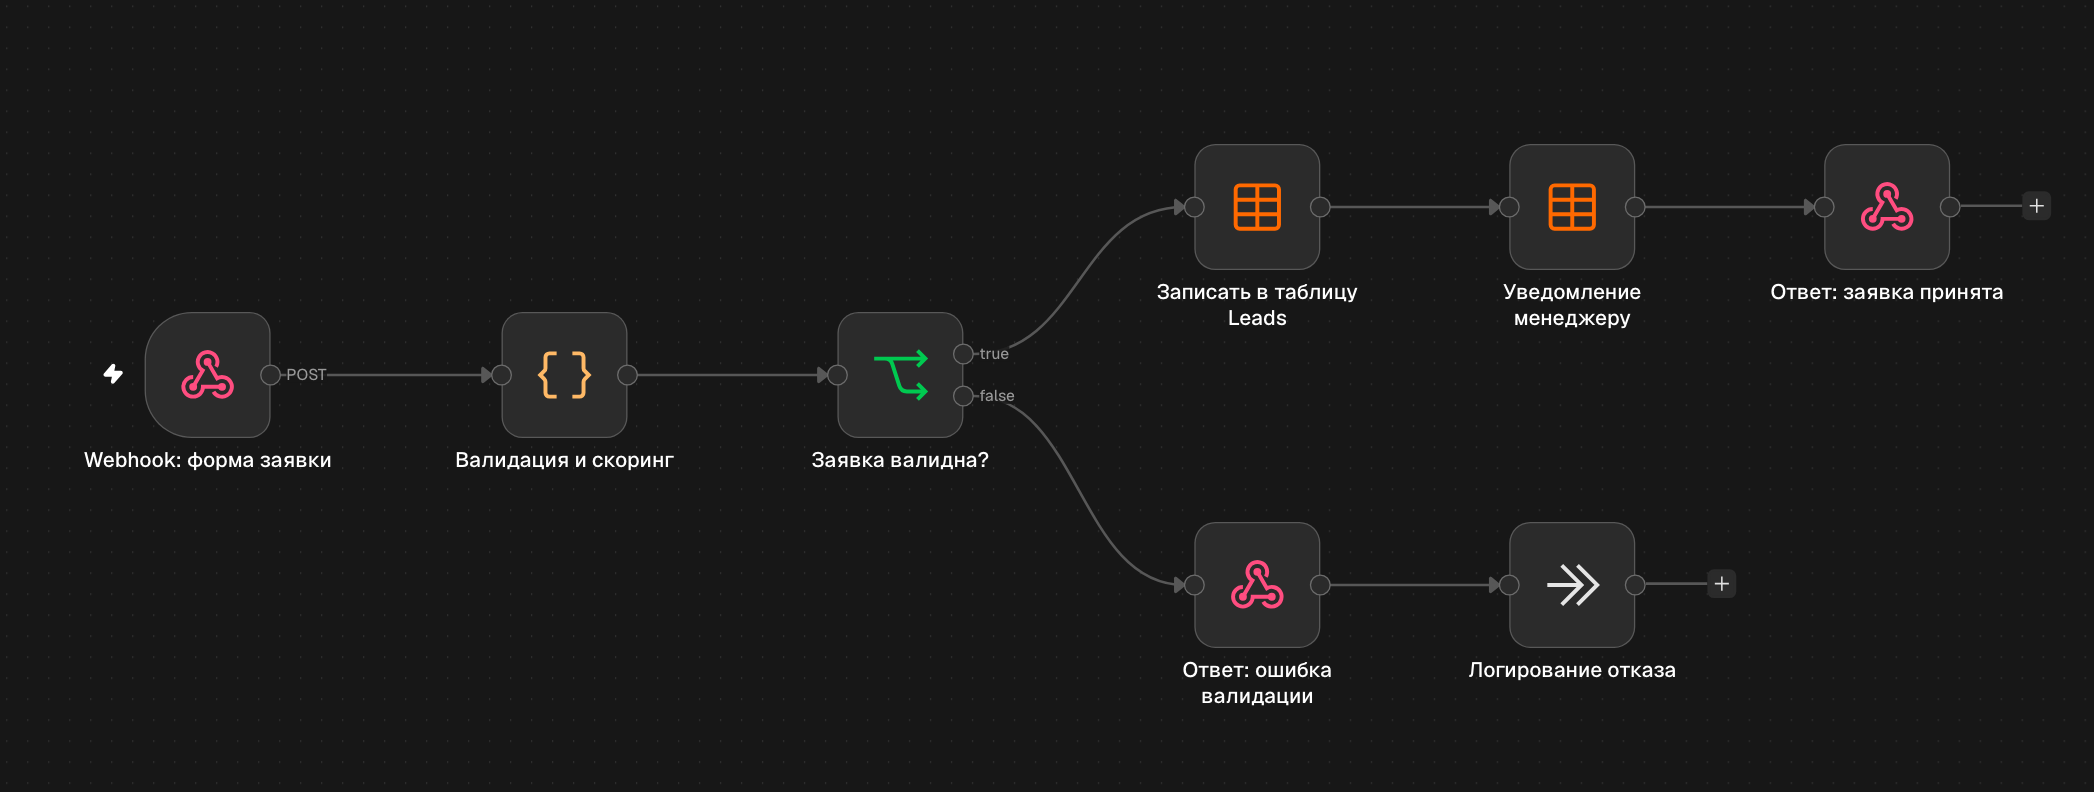 Записать в таблицу
Leads
Уведомление
менеджеру
Ответ: заявка принята
POST
true
false
Webhook: форма заявки
Валидация и скоринг
Заявка валидна?
Ответ: ошибка
валидации
Логирование отказа